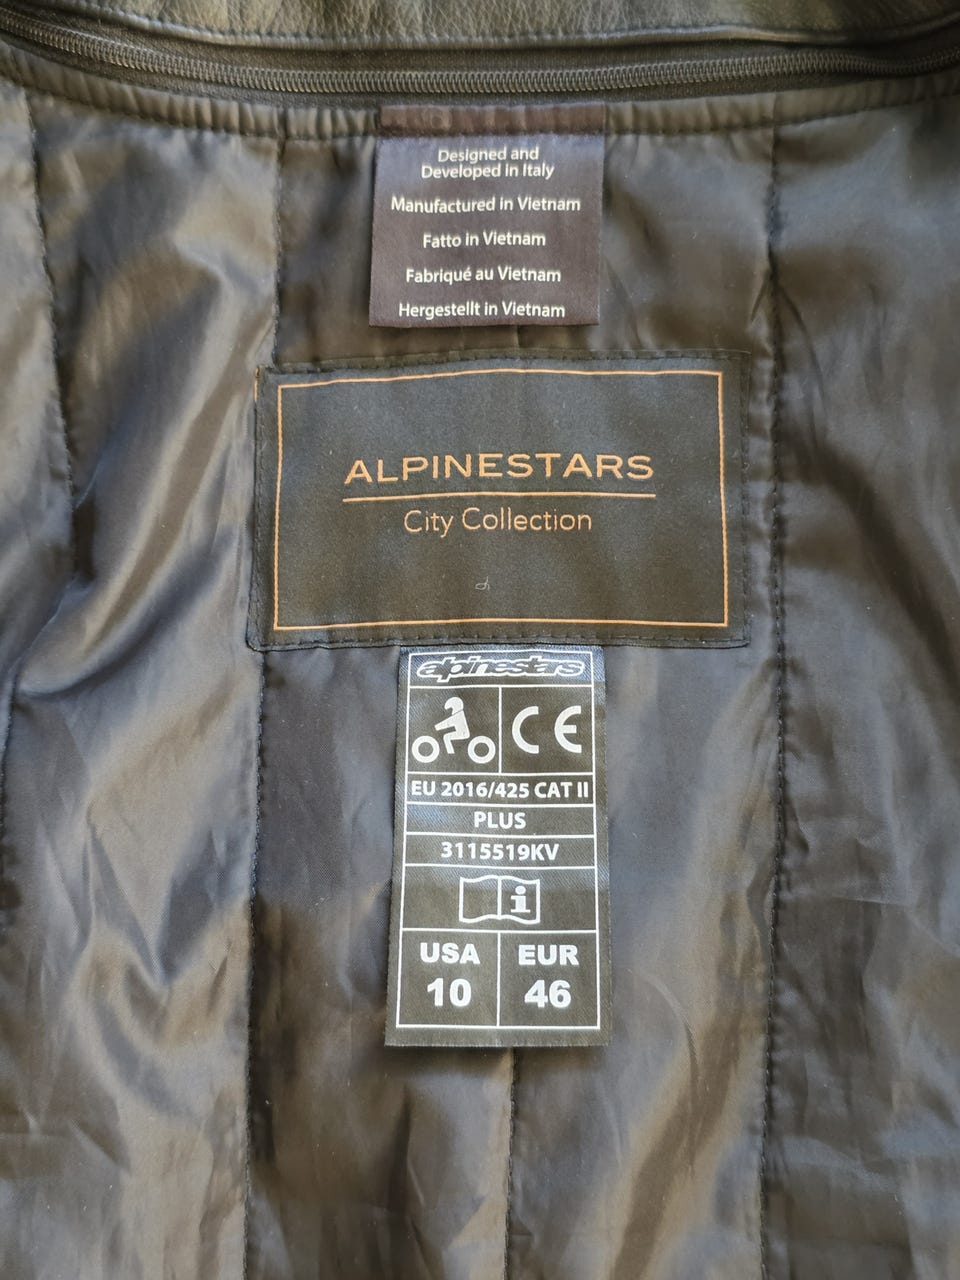 Designed and
Developed in Italy
Manufactured in Vietnam
Fatto in Vietnam
Fabriqué au Vietnam
Hergestellt in Vietnam
ALPINESTARS
City Collection
alpinestars
CE
EU 2016/425 CAT II
PLUS
3115519KV
i
USA EUR
10 46